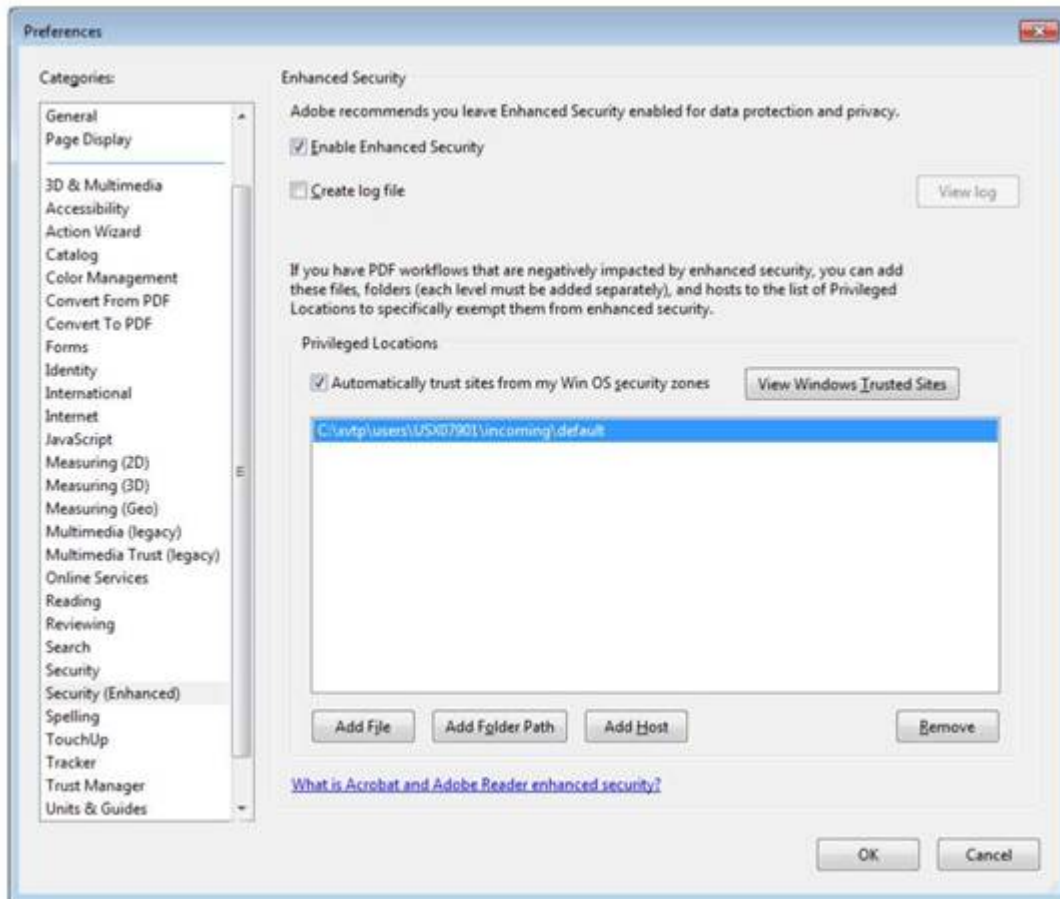 Preferences
Categories:
General
Page Display
3D & Multimedia
Accessibility
Action Wizard
Catalog
Color Management
Convert From PDF
Convert To PDF
Forms
Identity
International
Internet
JavaScript
Measuring (2D)
Measuring (3D)
Measuring (Geo)
Multimedia (legacy)
Multimedia Trust (legacy)
Online Services
Reading
Reviewing
Search
Security
Security (Enhanced)
Spelling
TouchUp
Tracker
Trust Manager
Units & Guides
Enhanced Security
Adobe recommends you leave Enhanced Security enabled for data protection and privacy.
Enable Enhanced Security
Create log file
View log
If you have PDF workflows that are negatively impacted by enhanced security, you can add
these files, folders (each level must be added separately), and hosts to the list of Privileged
Locations to specifically exempt them from enhanced security.
Privileged Locations
Automatically trust sites from my Win OS security zones
View Windows Trusted Sites
C:\xvtp\users\USX07901\incoming\default
Add File
Add Folder Path
Add Host
Remove
What is Acrobat and Adobe Reader enhanced security?
OK
Cancel